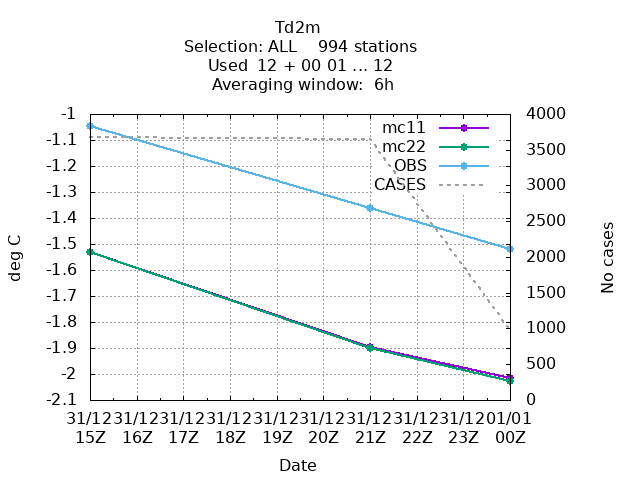 Td2m
Selection: ALL    994 stations
Used  12 + 00 01 ... 12
Averaging window:  6h
-1
-1.1
-1.2
-1.3
-1.4
-1.5
-1.6
-1.7
-1.8
-1.9
-2
-2.1
deg C
mc11
mc22
OBS
CASES
4000
3500
3000
2500
2000
1500
1000
500
0
No cases
31/12 31/12 31/12 31/12 31/12 31/12 31/12 31/12 31/12 01/01
15Z 16Z 17Z 18Z 19Z 20Z 21Z 22Z 23Z 00Z
Date